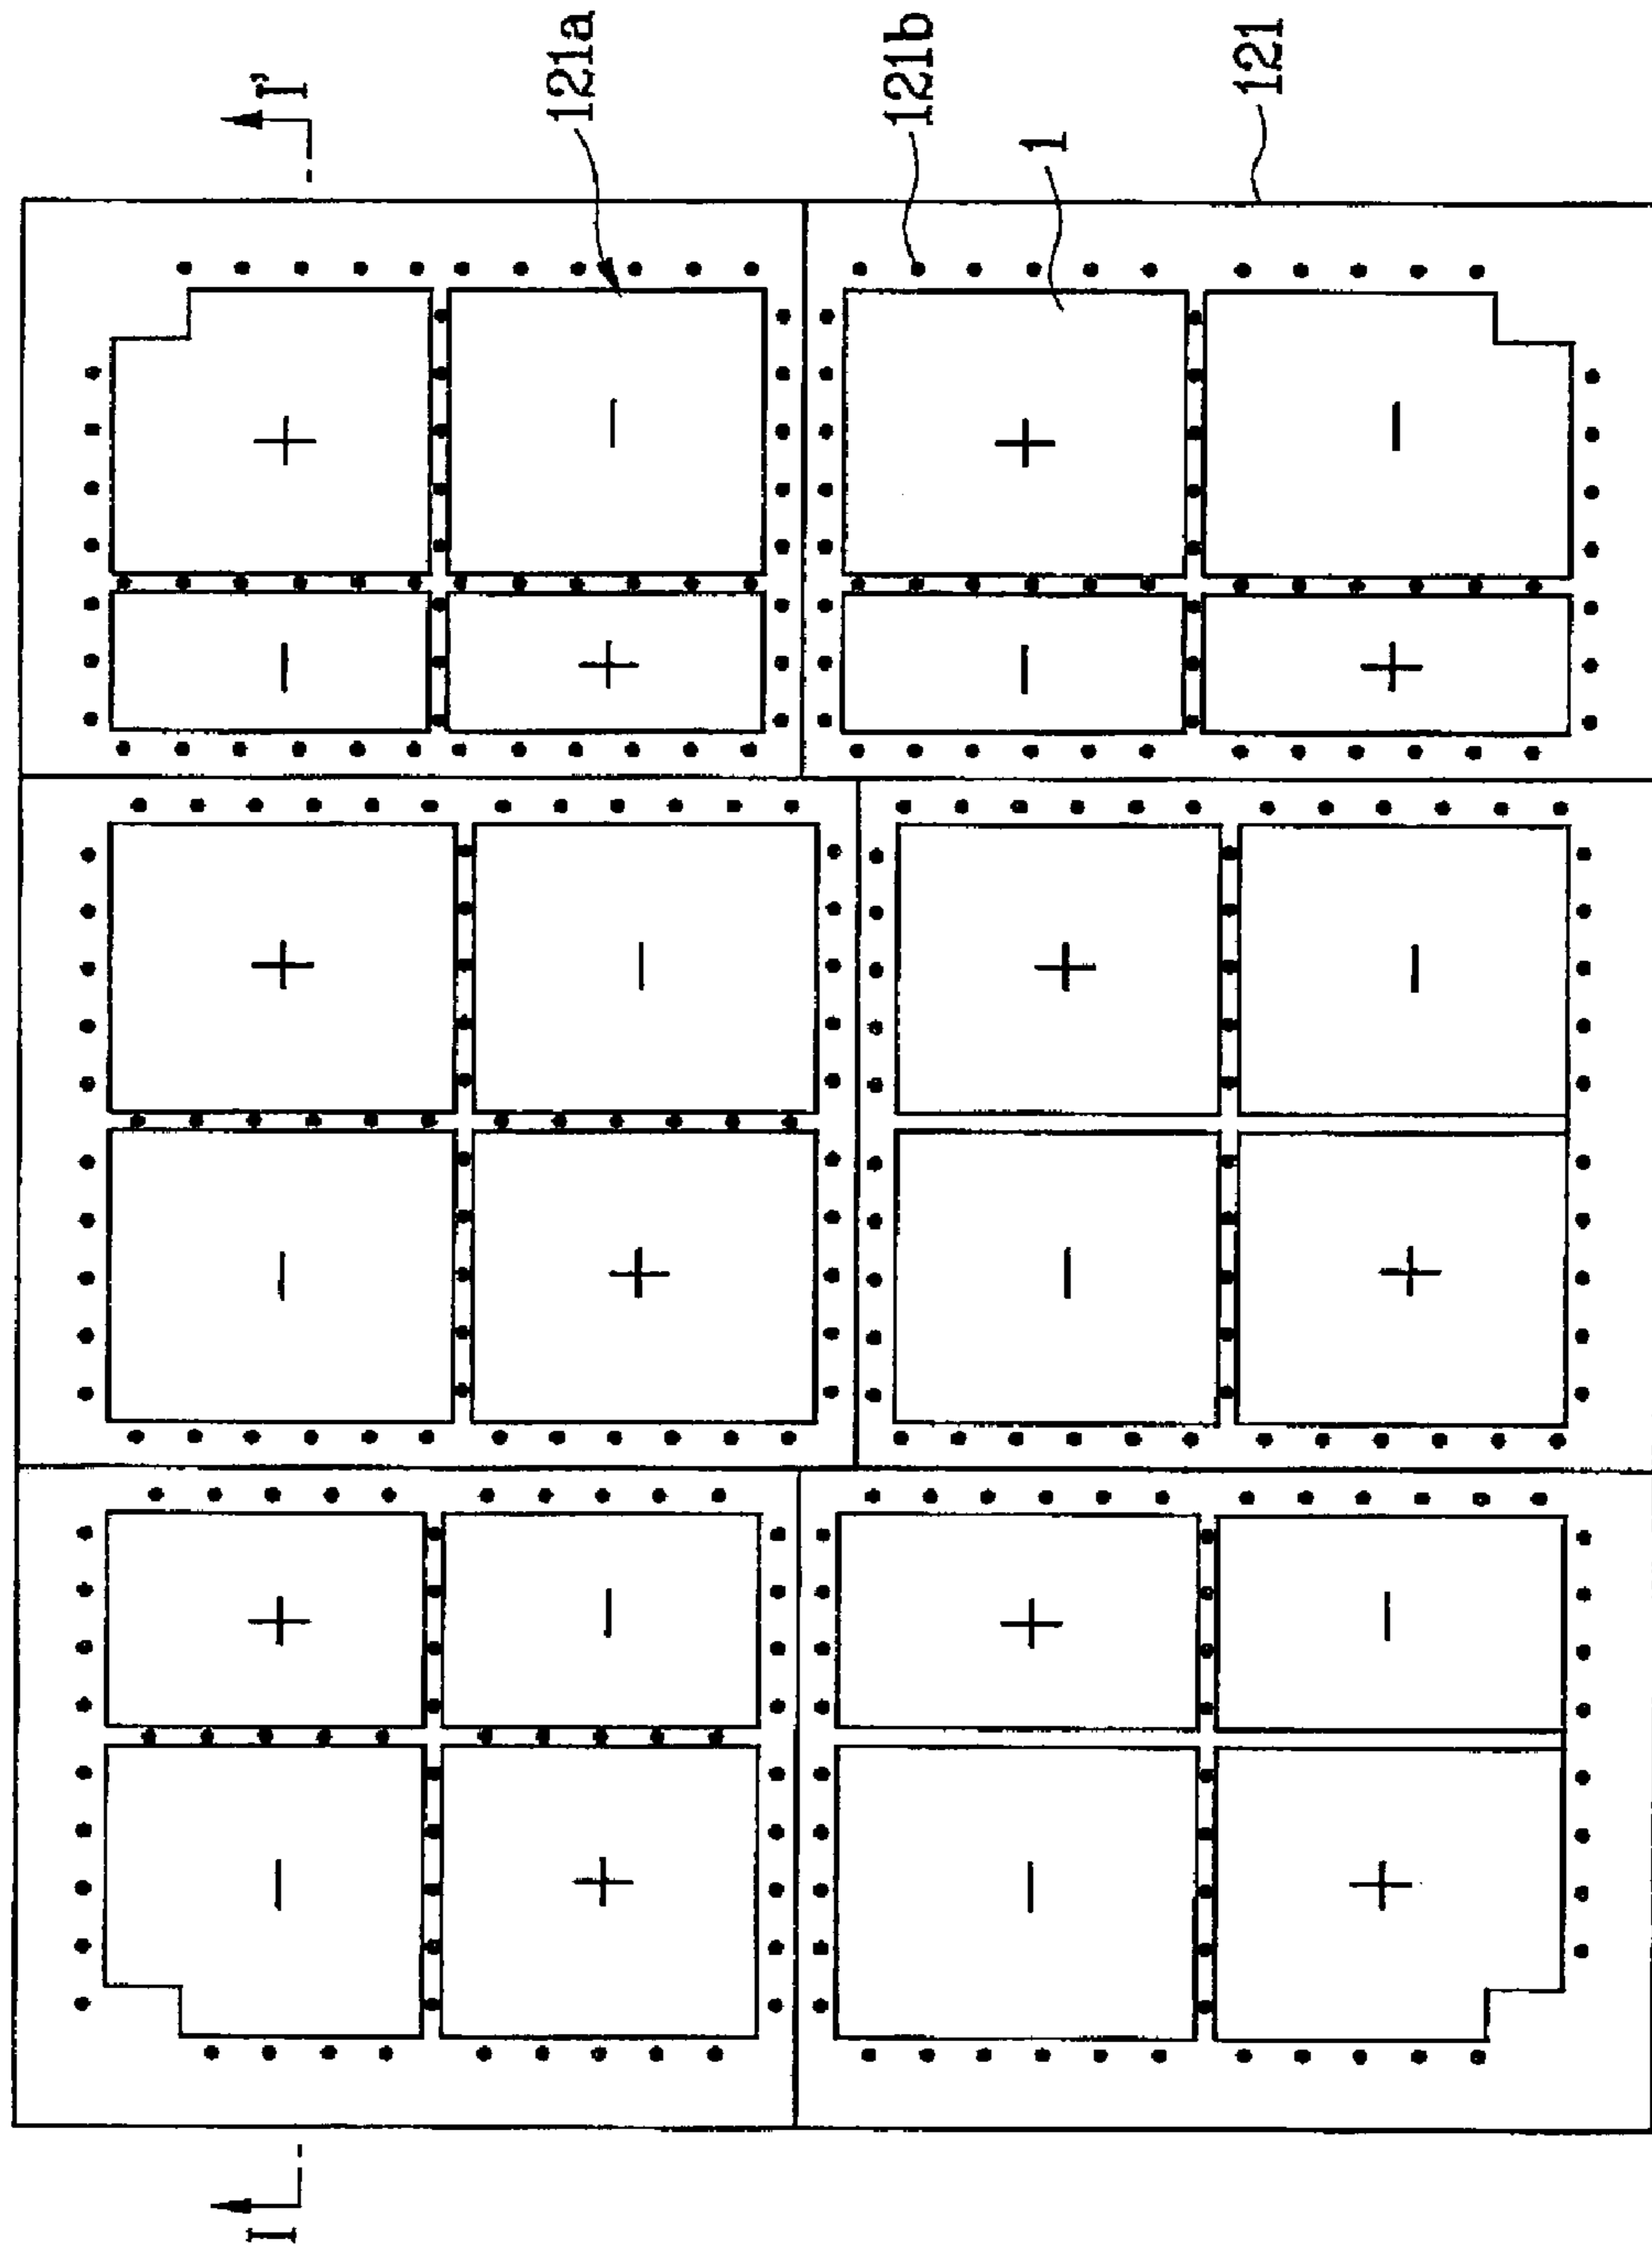 I − + − + − + I'
+ − + − + − 121a
121b
− + − + − + 1
121
+ − + − + −